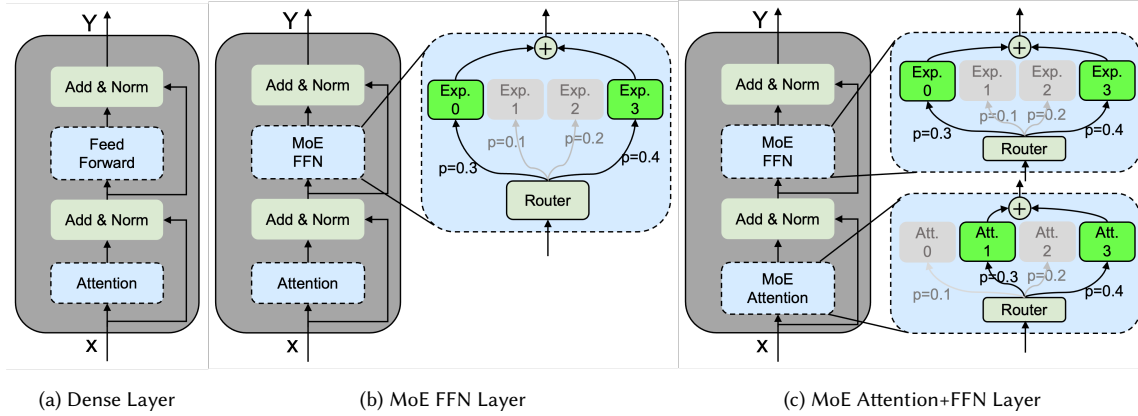 Y
Add & Norm
Feed
Forward
Add & Norm
Attention
x
(a) Dense Layer
Y
Add & Norm
MoE
FFN
Add & Norm
Attention
x
Exp.
0
Exp.
1
Exp.
2
Exp.
3
p=0.3
p=0.1
p=0.2
p=0.4
Router
(b) MoE FFN Layer
Y
Add & Norm
MoE
FFN
Add & Norm
MoE
Attention
x
Exp.
0
Exp.
1
Exp.
2
Exp.
3
p=0.3
p=0.1
p=0.2
p=0.4
Router
Att.
0
Att.
1
Att.
2
Att.
3
p=0.1
p=0.3
p=0.2
p=0.4
Router
(c) MoE Attention+FFN Layer